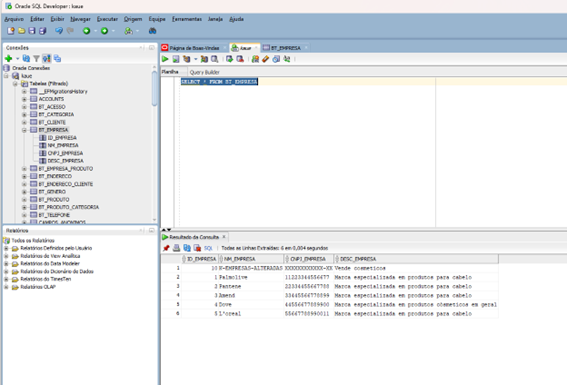 Oracle SQL Developer: kaue
Arquivo Editar Exibir Navegar Executar Origem Equipe Ferramentas Janela Ajuda
Conexões
Oracle Conexões
kaue
Tabelas (Filtrado)
__EFMigrationsHistory
ACCOUNTS
BT_ACESSO
BT_CATEGORIA
BT_CLIENTE
BT_EMPRESA
ID_EMPRESA
NM_EMPRESA
CNPJ_EMPRESA
DESC_EMPRESA
BT_EMPRESA_PRODUTO
BT_ENDERECO
BT_ENDERECO_CLIENTE
BT_GENERO
BT_PRODUTO
BT_PRODUTO_CATEGORIA
BT_TELEFONE
CAMPOS_ANONIMOS
Relatórios
Todos os Relatórios
Relatórios Definidos pelo Usuário
Relatórios da View Analítica
Relatórios do Data Modeler
Relatórios do Dicionário de Dados
Relatórios do TimesTen
Relatórios OLAP
Página de Boas-Vindas kaue BT_EMPRESA
Planilha Query Builder
SELECT * FROM BT_EMPRESA
Resultado da Consulta
SQL | Todas as Linhas Extraídas: 6 em 0,004 segundos
ID_EMPRESA NM_EMPRESA CNPJ_EMPRESA DESC_EMPRESA
1 10 N-EMPRESAS-ALTERADAS XXXXXXXXXXXX-XX Vende cosmeticos
2 1 Palmolive 11223344556677 Marca especializada em produtos para cabelo
3 2 Pantene 22334455667788 Marca especializada em produtos para cabelo
4 3 Amend 33445566778899 Marca especializada em produtos para cabelo
5 4 Dove 44556677889900 Marca especializada em produtos cósmeticos em geral
6 5 L'oreal 55667788990011 Marca especializada em produtos para cabelo